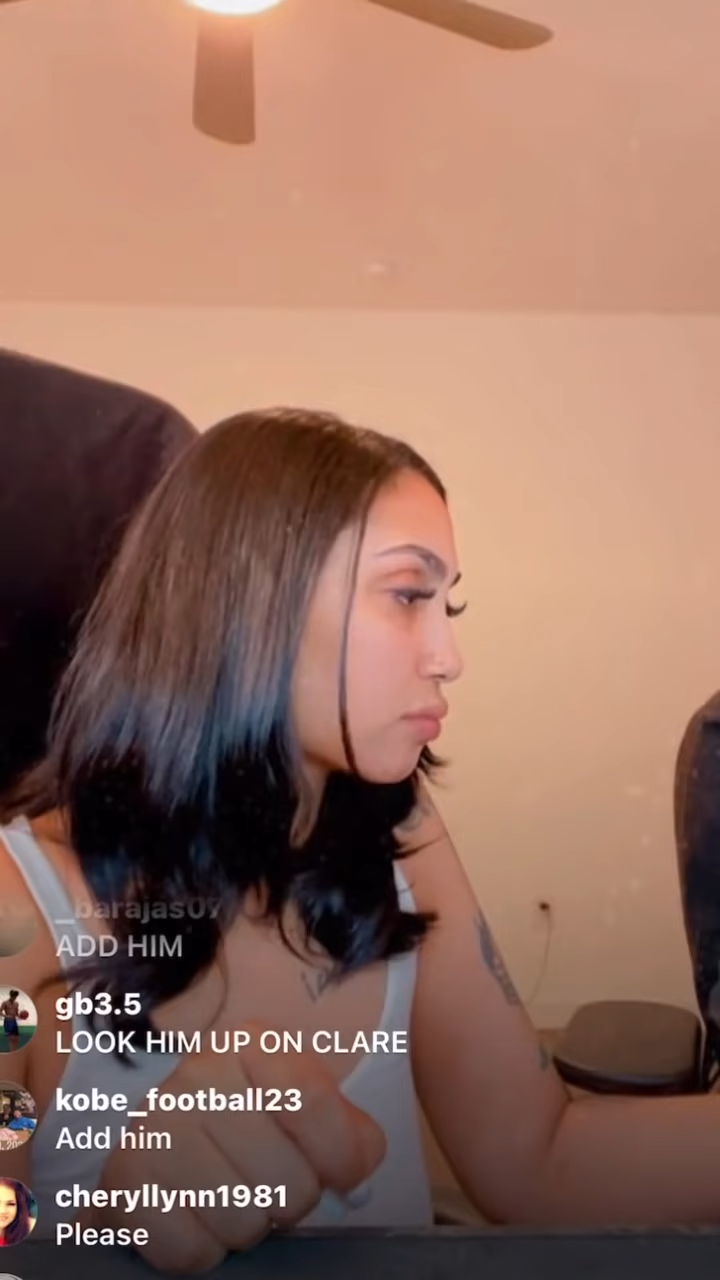 _barajas07
ADD HIM
gb3.5
LOOK HIM UP ON CLARE
kobe_football23
Add him
cheryllynn1981
Please